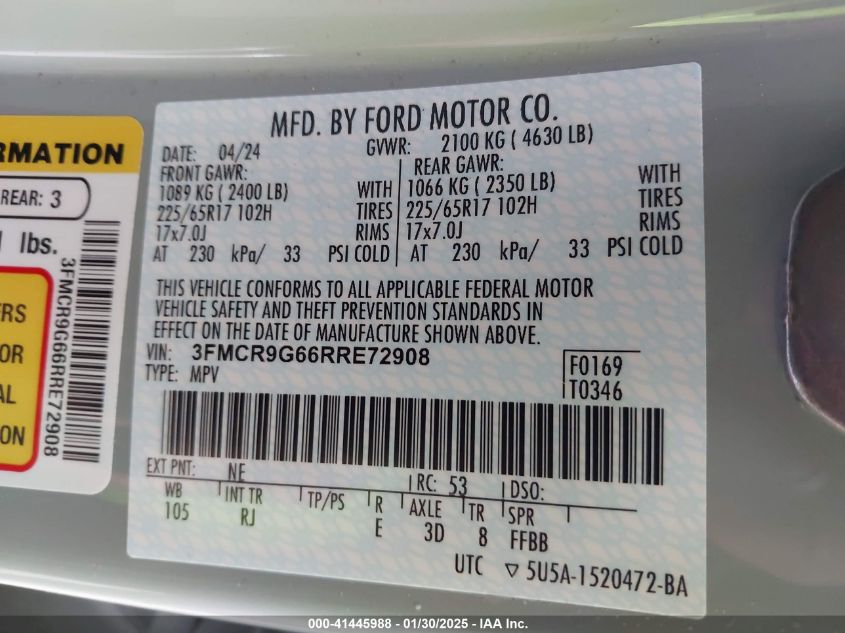 MFD. BY FORD MOTOR CO.
DATE: 04/24 GVWR: 2100 KG ( 4630 LB)
FRONT GAWR: REAR GAWR:
1089 KG ( 2400 LB) WITH 1066 KG ( 2350 LB) WITH
225/65R17 102H TIRES 225/65R17 102H TIRES
17x7.0J RIMS 17x7.0J RIMS
AT 230 kPa/ 33 PSI COLD AT 230 kPa/ 33 PSI COLD
THIS VEHICLE CONFORMS TO ALL APPLICABLE FEDERAL MOTOR
VEHICLE SAFETY AND THEFT PREVENTION STANDARDS IN
EFFECT ON THE DATE OF MANUFACTURE SHOWN ABOVE.
VIN: 3FMCR9G66RRE72908
F0169
TYPE: MPV
T0346
EXT PNT: NE RC: 53 DSO:
WB INT TR TP/PS R AXLE TR SPR
105 RJ E 3D 8 FFBB
UTC ▽ 5U5A-1520472-BA
RMATION
REAR: 3
lbs.
3FMCR9G66RRE72908
ERS
OR
AL
ON
000-41445988 - 01/30/2025 - IAA Inc.